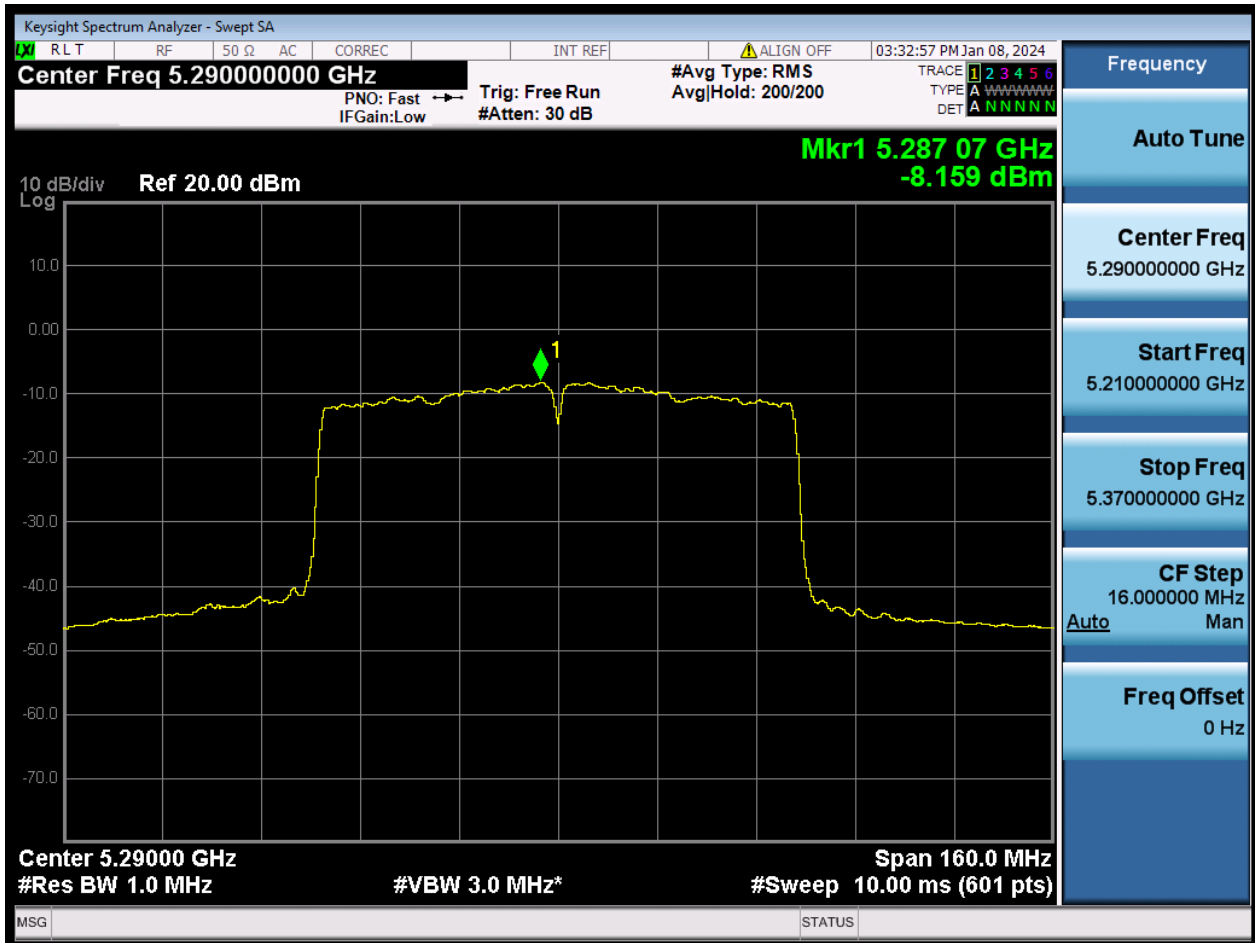 Keysight Spectrum Analyzer - Swept SA
LXI RLT RF 50 Ω AC CORREC INT REF ALIGN OFF 03:32:57 PM Jan 08, 2024
Center Freq 5.290000000 GHz
PNO: Fast
IFGain:Low
Trig: Free Run
#Atten: 30 dB
#Avg Type: RMS
Avg|Hold: 200/200
TRACE 1 2 3 4 5 6
TYPE A WWWWW
DET A N N N N N
Mkr1 5.287 07 GHz
-8.159 dBm
10 dB/div Ref 20.00 dBm
Log
10.0
0.00
-10.0
-20.0
-30.0
-40.0
-50.0
-60.0
-70.0
1
Center 5.29000 GHz
Span 160.0 MHz
#Res BW 1.0 MHz
#VBW 3.0 MHz*
#Sweep 10.00 ms (601 pts)
MSG
STATUS
Frequency
Auto Tune
Center Freq
5.290000000 GHz
Start Freq
5.210000000 GHz
Stop Freq
5.370000000 GHz
CF Step
16.000000 MHz
Auto Man
Freq Offset
0 Hz